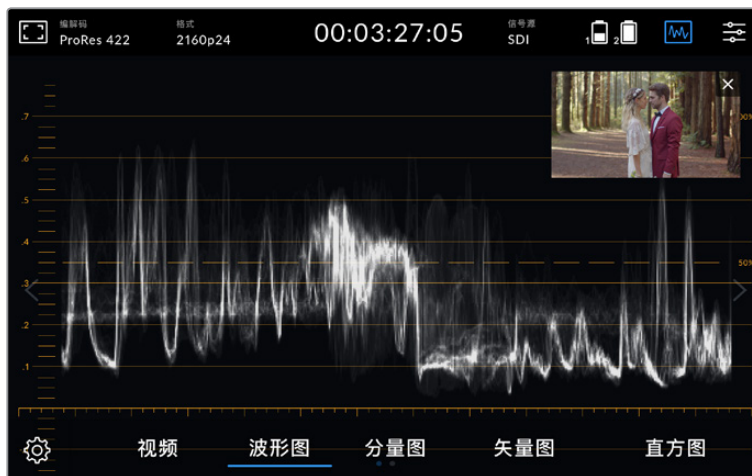 编解码
ProRes 422
格式
2160p24
00:03:27:05
信号源
SDI
1
2
.7
.6
.5
.4
.3
.2
.1
00%
50%
视频
波形图
分量图
矢量图
直方图